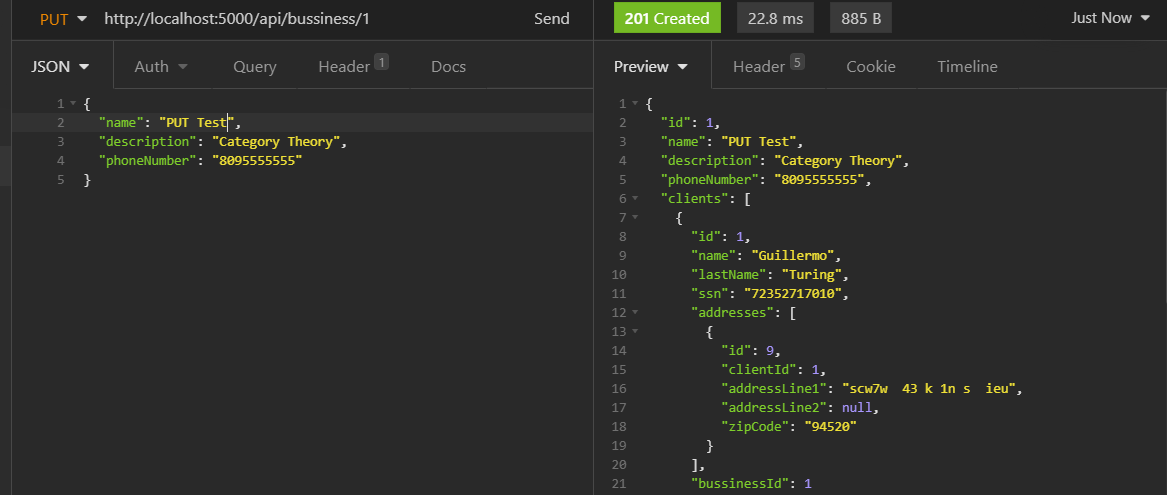 PUT http://localhost:5000/api/bussiness/1 Send
201 Created 22.8 ms 885 B Just Now
JSON Auth Query Header 1 Docs
Preview Header 5 Cookie Timeline
1 {
2 "name": "PUT Test",
3 "description": "Category Theory",
4 "phoneNumber": "8095555555"
5 }
1 {
2 "id": 1,
3 "name": "PUT Test",
4 "description": "Category Theory",
5 "phoneNumber": "8095555555",
6 "clients": [
7 {
8 "id": 1,
9 "name": "Guillermo",
10 "lastName": "Turing",
11 "ssn": "72352717010",
12 "addresses": [
13 {
14 "id": 9,
15 "clientId": 1,
16 "addressLine1": "scw7w  43 k 1n s  ieu",
17 "addressLine2": null,
18 "zipCode": "94520"
19 }
20 ],
21 "bussinessId": 1